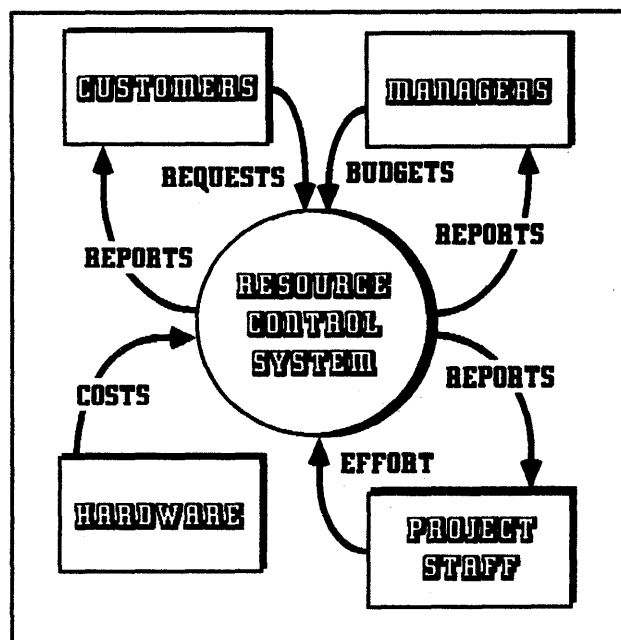 CUSTOMERS
MANAGERS
REQUESTS
BUDGETS
REPORTS
REPORTS
RESOURCE
CONTROL
SYSTEM
COSTS
REPORTS
EFFORT
HARDWARE
PROJECT
STAFF